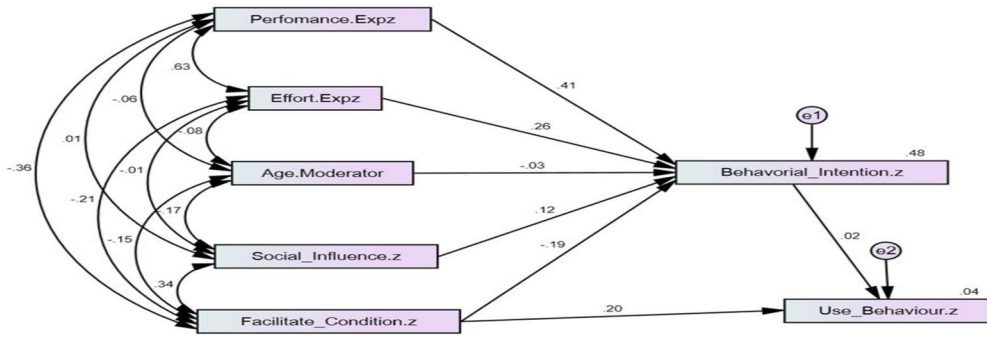 Perfomance.Expz
.63
.41
Effort.Expz
-.06
.26
e1
-.08
.01
.48
-.36
-.01
Age.Moderator
-.03
Behavorial_Intention.z
-.21
-.17
.12
-.15
-.19
.02
e2
Social_Influence.z
.34
.04
.20
Facilitate_Condition.z
Use_Behaviour.z